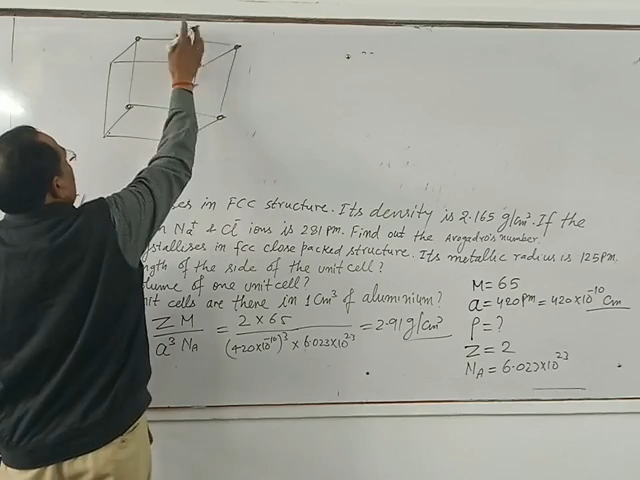 ses in FCC structure. Its density is 2.165 g/cm³. If the
n Na⁺ & Cl⁻ ions is 281 pm. Find out the Avogadro's number.
ystallises in fcc close packed structure. Its metallic radius is 125 pm.
ngth of the side of the unit cell?
lume of one unit cell?
nit cells are there in 1 cm³ of aluminium?
M = 65
a = 420 pm = 420×10⁻¹⁰ cm
Z M / a³ N_A = 2 × 65 / (420×10⁻¹⁰)³ × 6.023×10²³ = 2.91 g/cm³
ρ = ?
Z = 2
N_A = 6.023×10²³